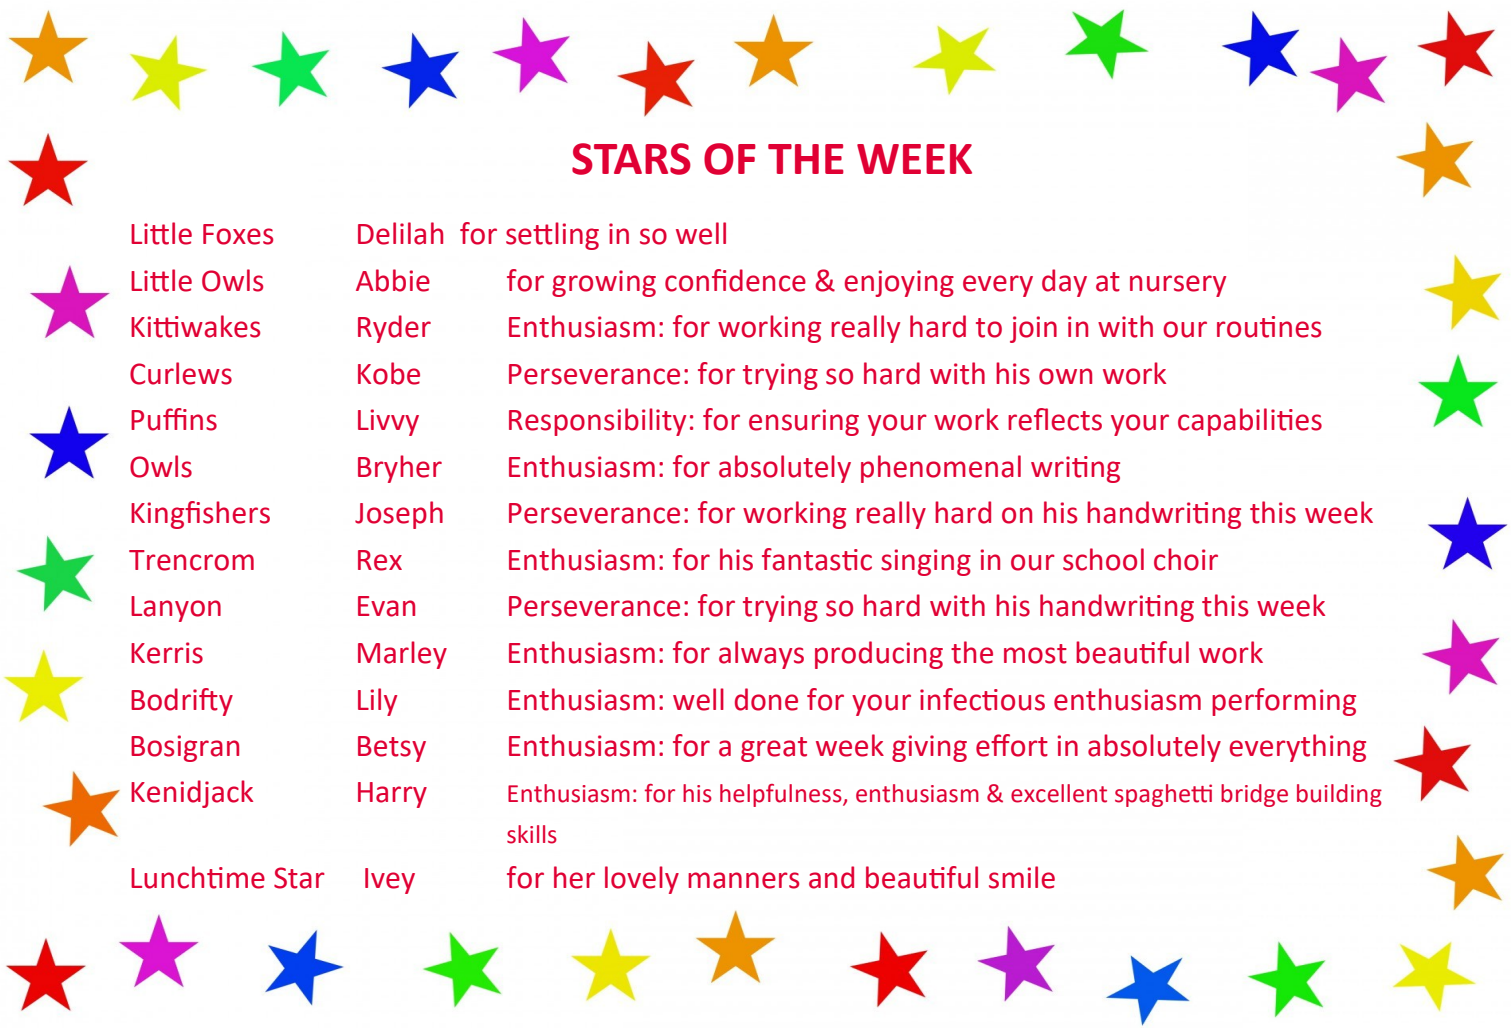 STARS OF THE WEEK
Little Foxes Delilah for settling in so well
Little Owls Abbie for growing confidence & enjoying every day at nursery
Kittiwakes Ryder Enthusiasm: for working really hard to join in with our routines
Curlews Kobe Perseverance: for trying so hard with his own work
Puffins Livvy Responsibility: for ensuring your work reflects your capabilities
Owls Bryher Enthusiasm: for absolutely phenomenal writing
Kingfishers Joseph Perseverance: for working really hard on his handwriting this week
Trencrom Rex Enthusiasm: for his fantastic singing in our school choir
Lanyon Evan Perseverance: for trying so hard with his handwriting this week
Kerris Marley Enthusiasm: for always producing the most beautiful work
Bodrifty Lily Enthusiasm: well done for your infectious enthusiasm performing
Bosigran Betsy Enthusiasm: for a great week giving effort in absolutely everything
Kenidjack Harry Enthusiasm: for his helpfulness, enthusiasm & excellent spaghetti bridge building
skills
Lunchtime Star Ivey for her lovely manners and beautiful smile